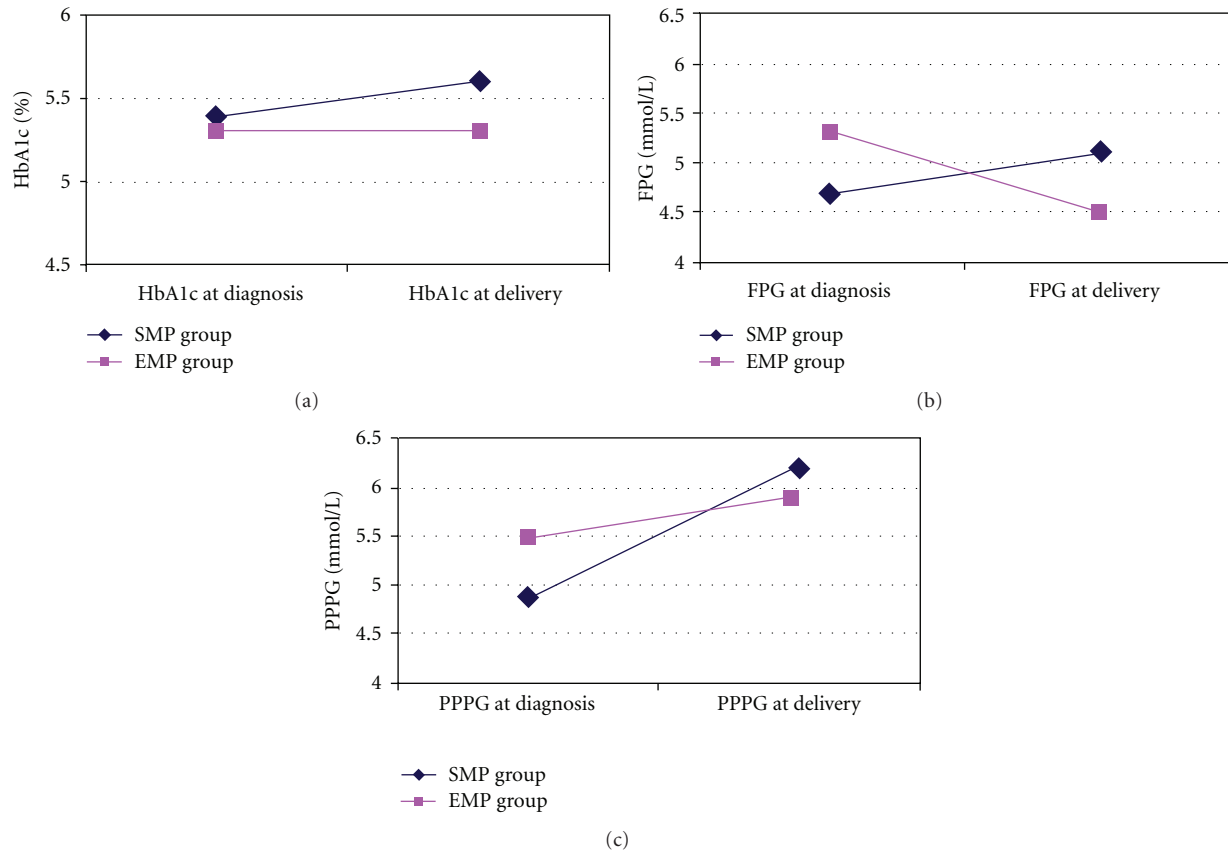 6
5.5
5
4.5
HbA1c (%)
HbA1c at diagnosis
HbA1c at delivery
SMP group
EMP group
(a)
6.5
6
5.5
5
4.5
4
FPG (mmol/L)
FPG at diagnosis
FPG at delivery
SMP group
EMP group
(b)
6.5
6
5.5
5
4.5
4
PPPG (mmol/L)
PPPG at diagnosis
PPPG at delivery
SMP group
EMP group
(c)